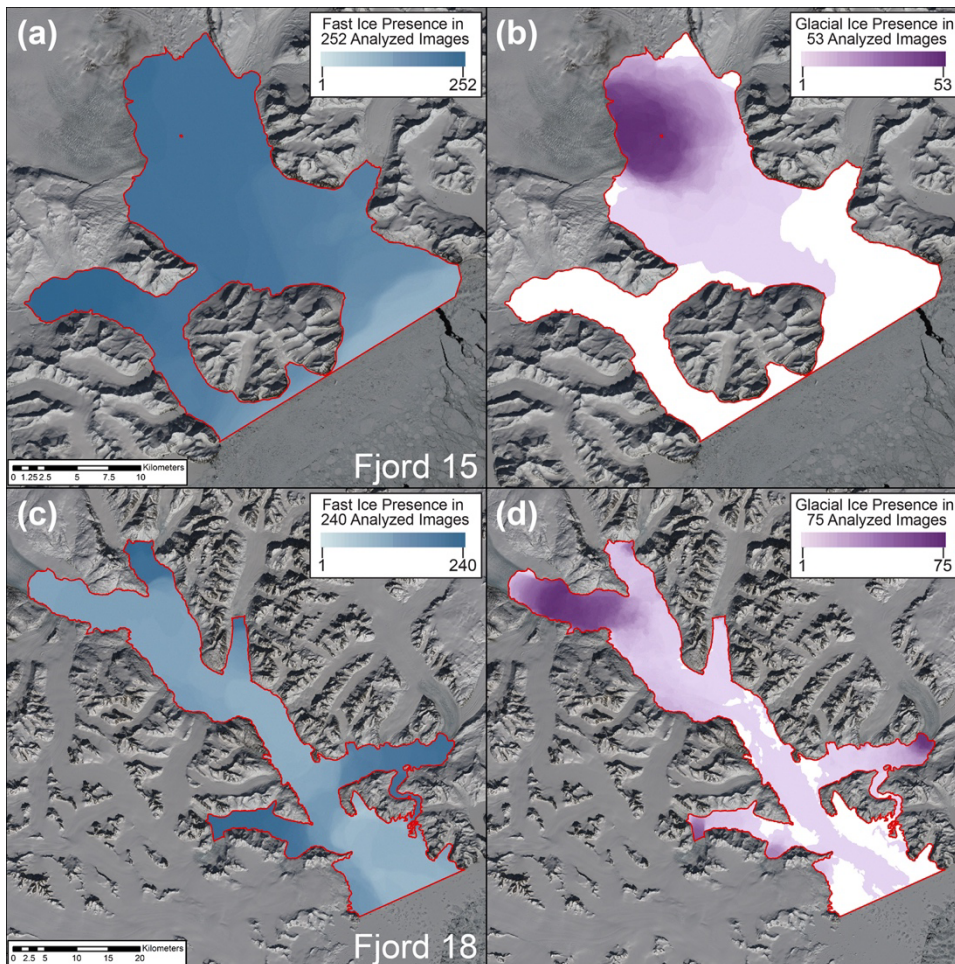 (a)
Fast Ice Presence in
252 Analyzed Images
1 252
Kilometers
0 1.25 2.5 5 7.5 10
Fjord 15
(b)
Glacial Ice Presence in
53 Analyzed Images
1 53
(c)
Fast Ice Presence in
240 Analyzed Images
1 240
Kilometers
0 2.5 5 10 15 20
Fjord 18
(d)
Glacial Ice Presence in
75 Analyzed Images
1 75